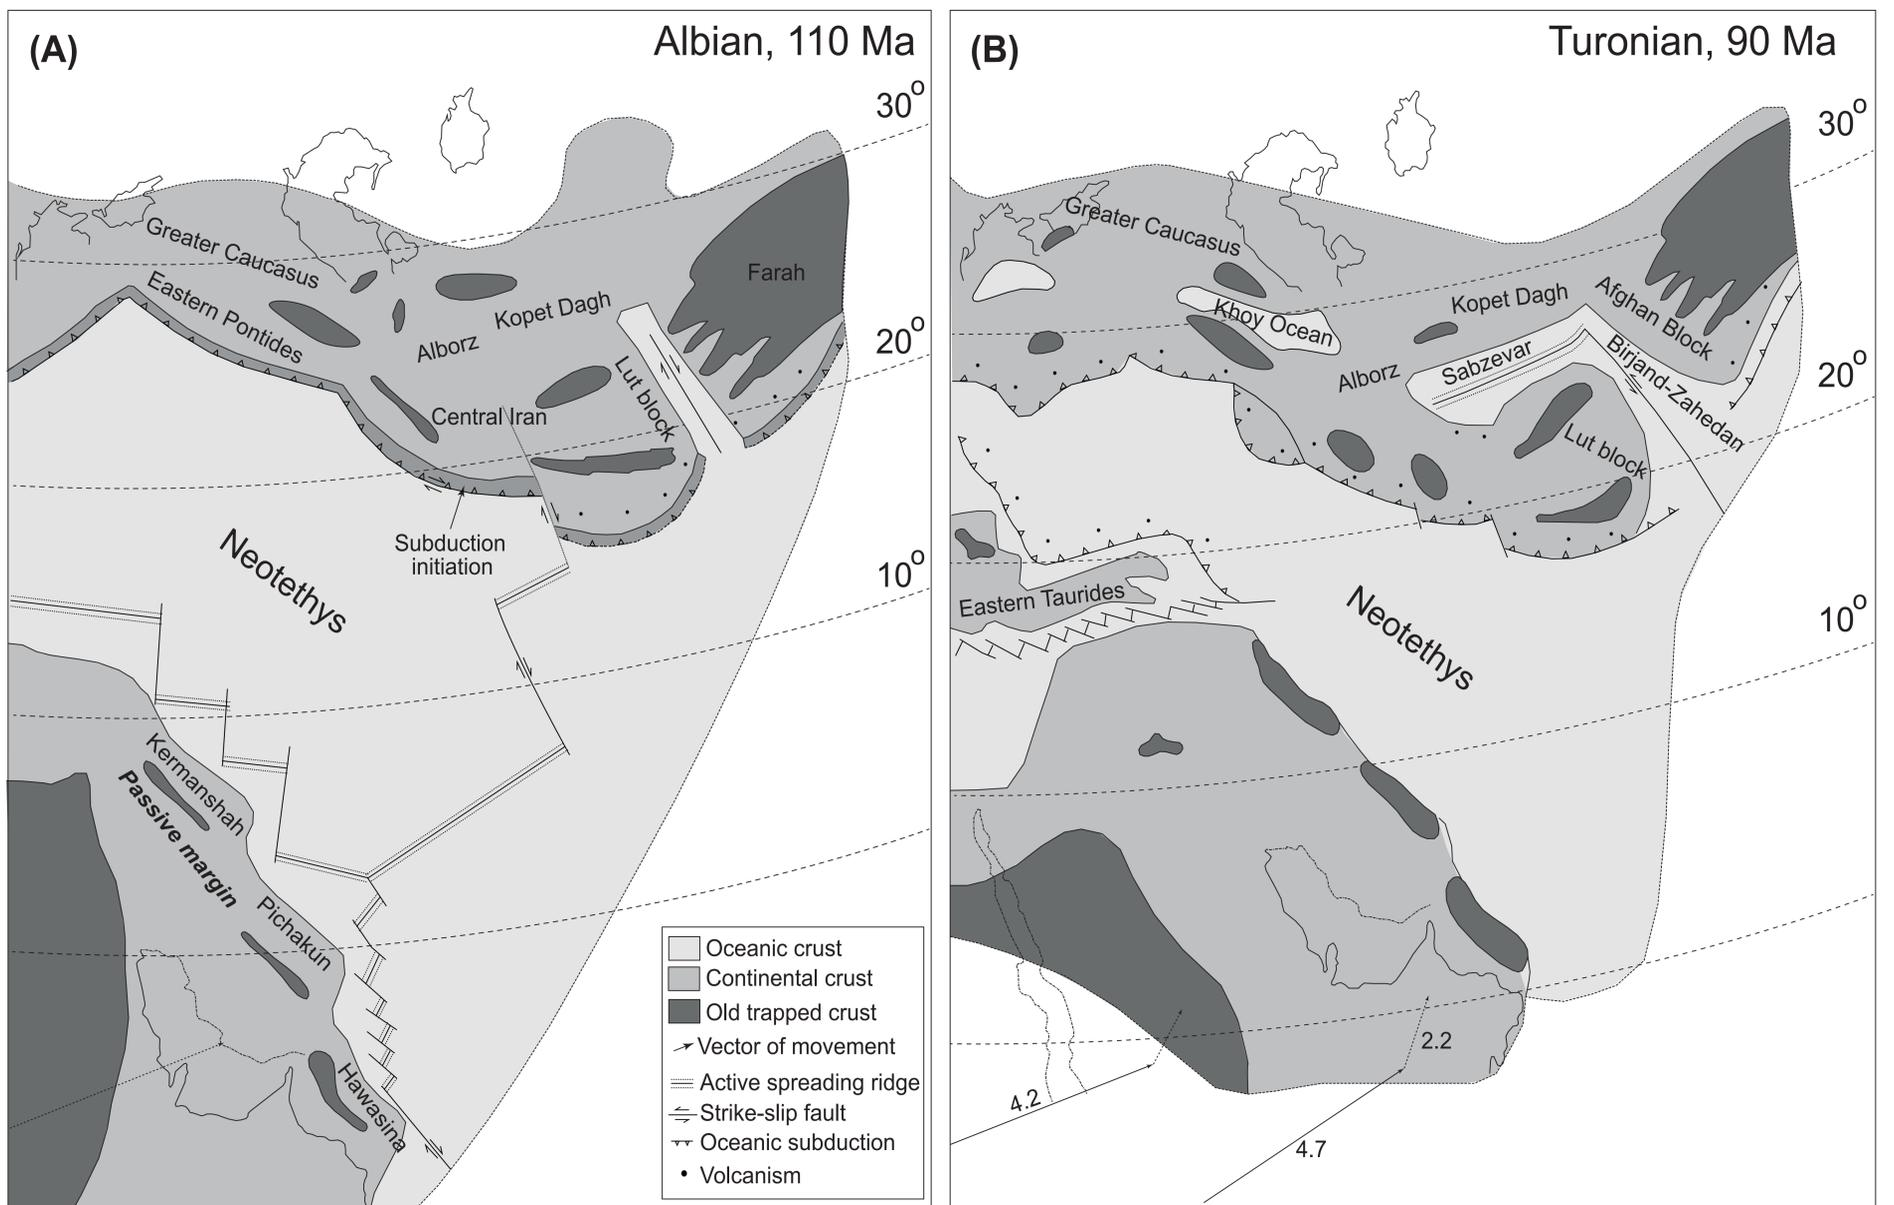 (A)
Albian, 110 Ma
30°
Greater Caucasus
Eastern Pontides
Farah
Kopet Dagh
Alborz
20°
Lut block
Central Iran
Subduction
initiation
Neotethys
10°
Kermanshah
Passive margin
Pichakun
Hawasina
Oceanic crust
Continental crust
Old trapped crust
Vector of movement
Active spreading ridge
Strike-slip fault
Oceanic subduction
Volcanism
(B)
Turonian, 90 Ma
30°
Greater Caucasus
Kopet Dagh
Afghan Block
Khoy Ocean
Sabzevar
Birjand-Zahedan
Alborz
20°
Lut block
Eastern Taurides
Neotethys
10°
2.2
4.2
4.7